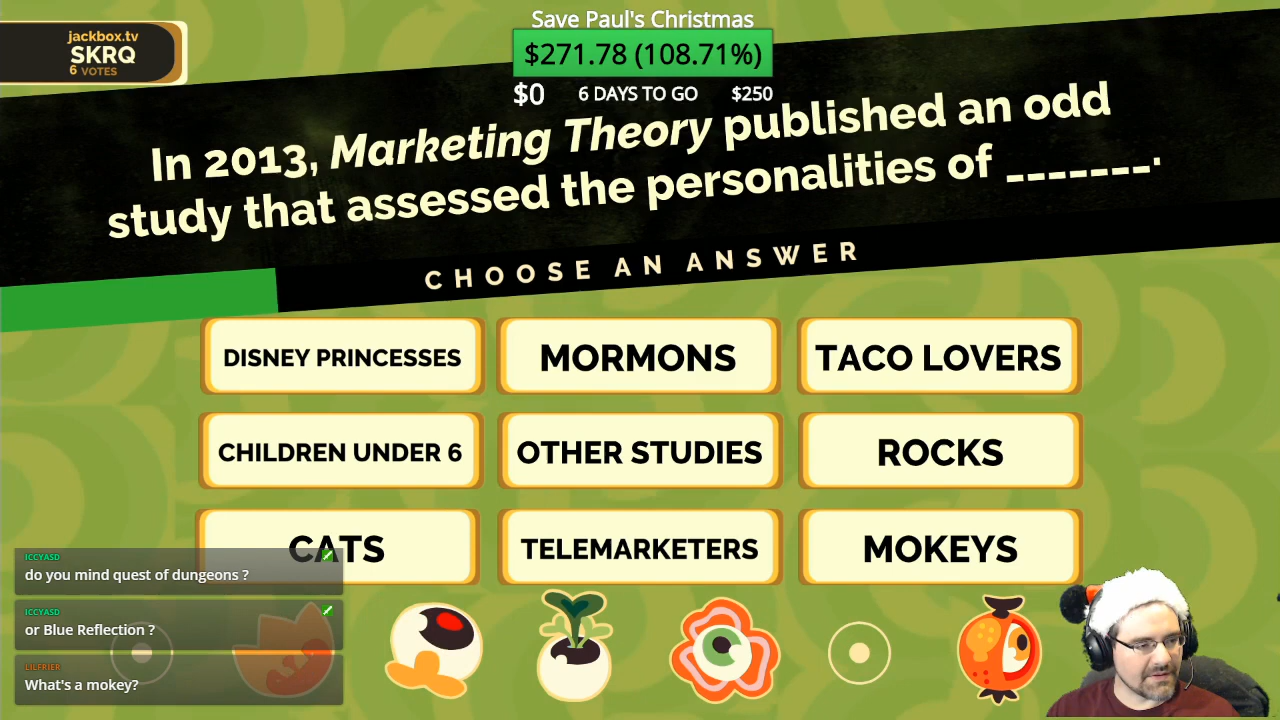 jackbox.tv
SKRQ
6 VOTES
Save Paul's Christmas
$271.78 (108.71%)
$0 6 DAYS TO GO $250
In 2013, Marketing Theory published an odd
study that assessed the personalities of _______.
CHOOSE AN ANSWER
DISNEY PRINCESSES
MORMONS
TACO LOVERS
CHILDREN UNDER 6
OTHER STUDIES
ROCKS
CATS
TELEMARKETERS
MOKEYS
ICCYASD
do you mind quest of dungeons ?
ICCYASD
or Blue Reflection ?
LILFRIER
What's a mokey?